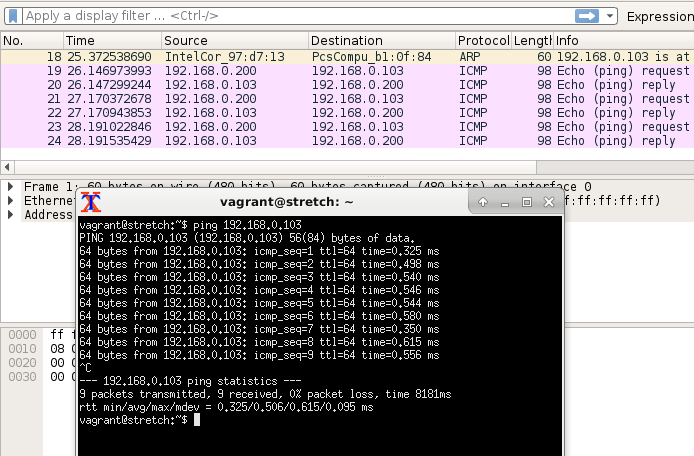 Apply a display filter ... <Ctrl-/> Expression
No. Time Source Destination Protocol Length Info
18 25.372538690 IntelCor_97:d7:13 PcsCompu_b1:0f:84 ARP 60 192.168.0.103 is at
19 26.146973993 192.168.0.200 192.168.0.103 ICMP 98 Echo (ping) request
20 26.147299244 192.168.0.103 192.168.0.200 ICMP 98 Echo (ping) reply
21 27.170372678 192.168.0.200 192.168.0.103 ICMP 98 Echo (ping) request
22 27.170943853 192.168.0.103 192.168.0.200 ICMP 98 Echo (ping) reply
23 28.191022846 192.168.0.200 192.168.0.103 ICMP 98 Echo (ping) request
24 28.191535429 192.168.0.103 192.168.0.200 ICMP 98 Echo (ping) reply
Frame 1: 60 bytes on wire (480 bits), 60 bytes captured (480 bits) on interface 0
Etherne f:ff:ff:ff:ff)
Address
vagrant@stretch: ~
vagrant@stretch:~$ ping 192.168.0.103
PING 192.168.0.103 (192.168.0.103) 56(84) bytes of data.
64 bytes from 192.168.0.103: icmp_seq=1 ttl=64 time=0.325 ms
64 bytes from 192.168.0.103: icmp_seq=2 ttl=64 time=0.498 ms
64 bytes from 192.168.0.103: icmp_seq=3 ttl=64 time=0.540 ms
64 bytes from 192.168.0.103: icmp_seq=4 ttl=64 time=0.546 ms
64 bytes from 192.168.0.103: icmp_seq=5 ttl=64 time=0.544 ms
64 bytes from 192.168.0.103: icmp_seq=6 ttl=64 time=0.580 ms
64 bytes from 192.168.0.103: icmp_seq=7 ttl=64 time=0.350 ms
64 bytes from 192.168.0.103: icmp_seq=8 ttl=64 time=0.615 ms
64 bytes from 192.168.0.103: icmp_seq=9 ttl=64 time=0.556 ms
^C
--- 192.168.0.103 ping statistics ---
9 packets transmitted, 9 received, 0% packet loss, time 8181ms
rtt min/avg/max/mdev = 0.325/0.506/0.615/0.095 ms
vagrant@stretch:~$
0000 ff f
0010 08 0
0020 00 0
0030 00 0